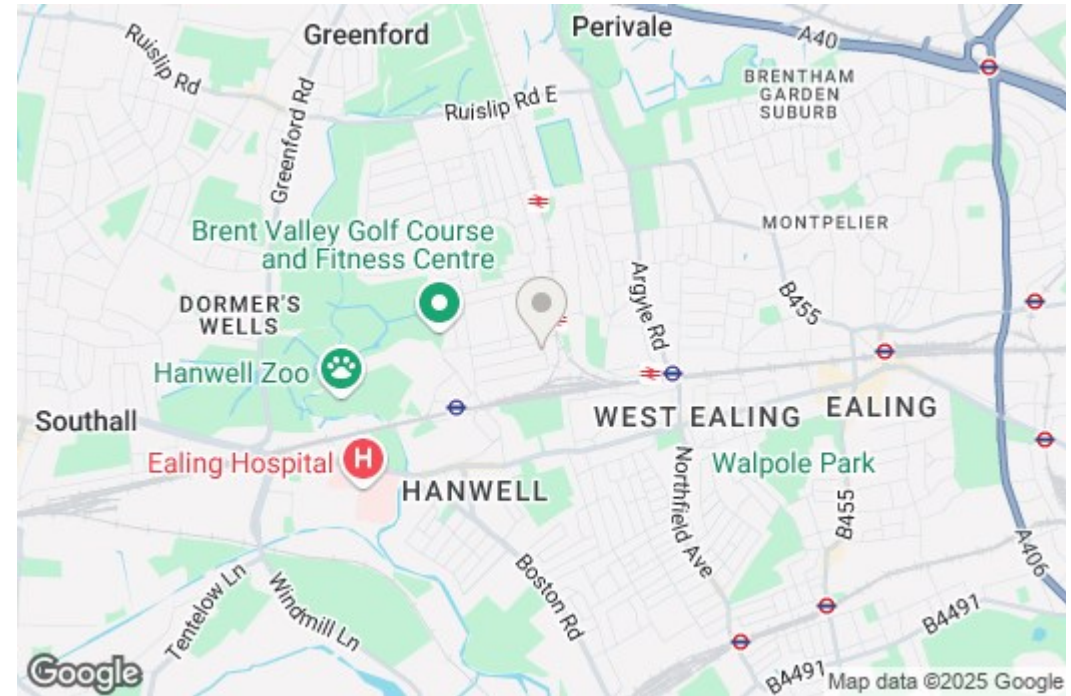 Greenford
Perivale
A40
Ruislip Rd
BRENTHAM
GARDEN
SUBURB
Ruislip Rd E
Greenford Rd
MONTPELIER
Brent Valley Golf Course
and Fitness Centre
Argyle Rd
B455
DORMER'S
WELLS
Hanwell Zoo
Southall
WEST EALING
EALING
Ealing Hospital
H
HANWELL
Walpole Park
Northfield Ave
B455
A406
Boston Rd
Tentelow Ln
Windmill Ln
B4491
B4491
Google
Map data ©2025 Google